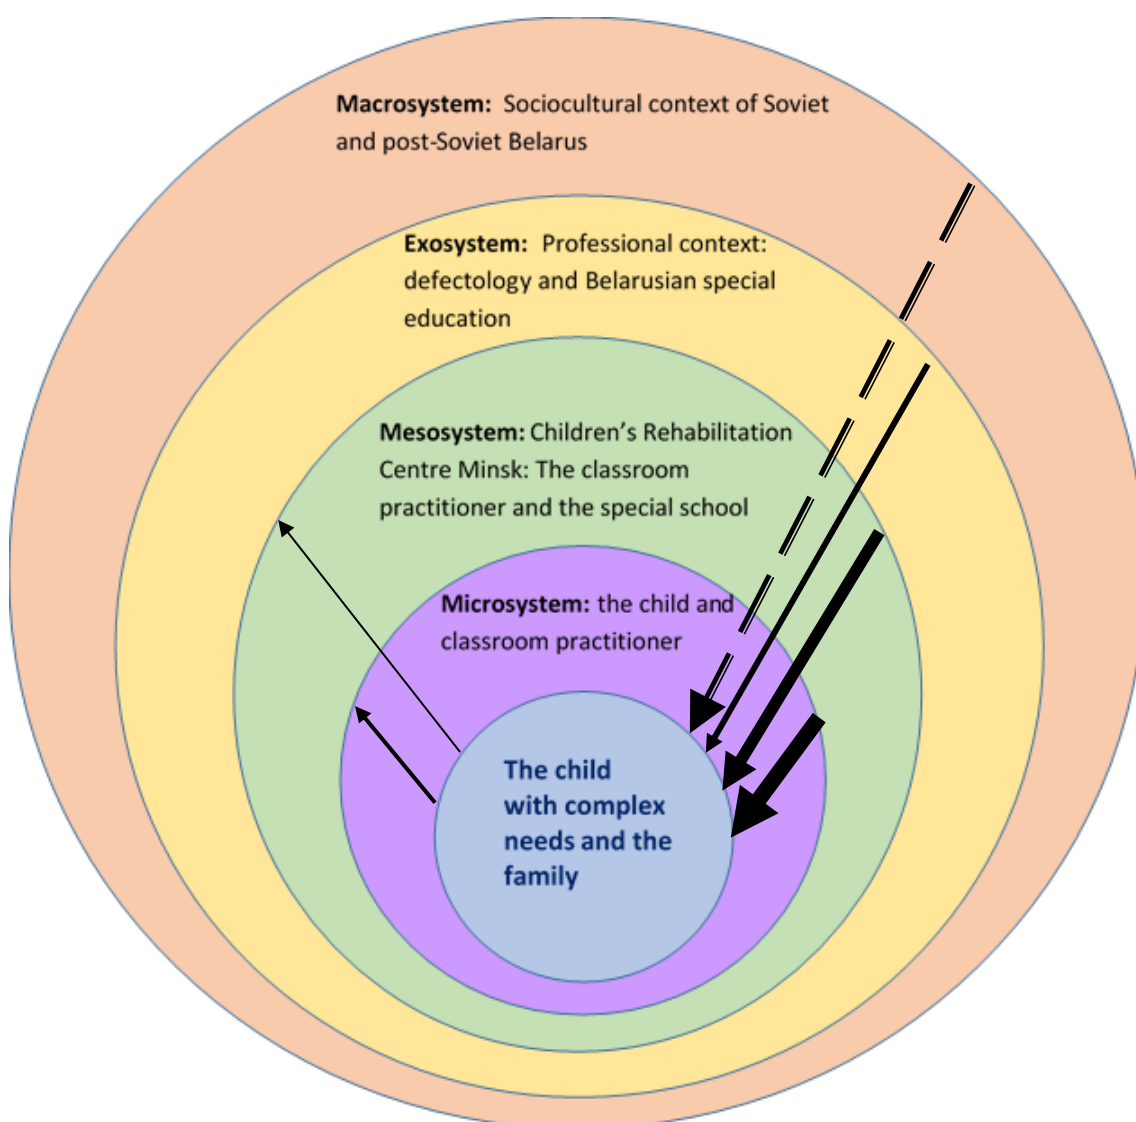 Macrosystem: Sociocultural context of Soviet
and post-Soviet Belarus
Exosystem: Professional context:
defectology and Belarusian special
education
Mesosystem: Children’s Rehabilitation
Centre Minsk: The classroom
practitioner and the special school
Microsystem: the child and
classroom practitioner
The child
with complex
needs and the
family